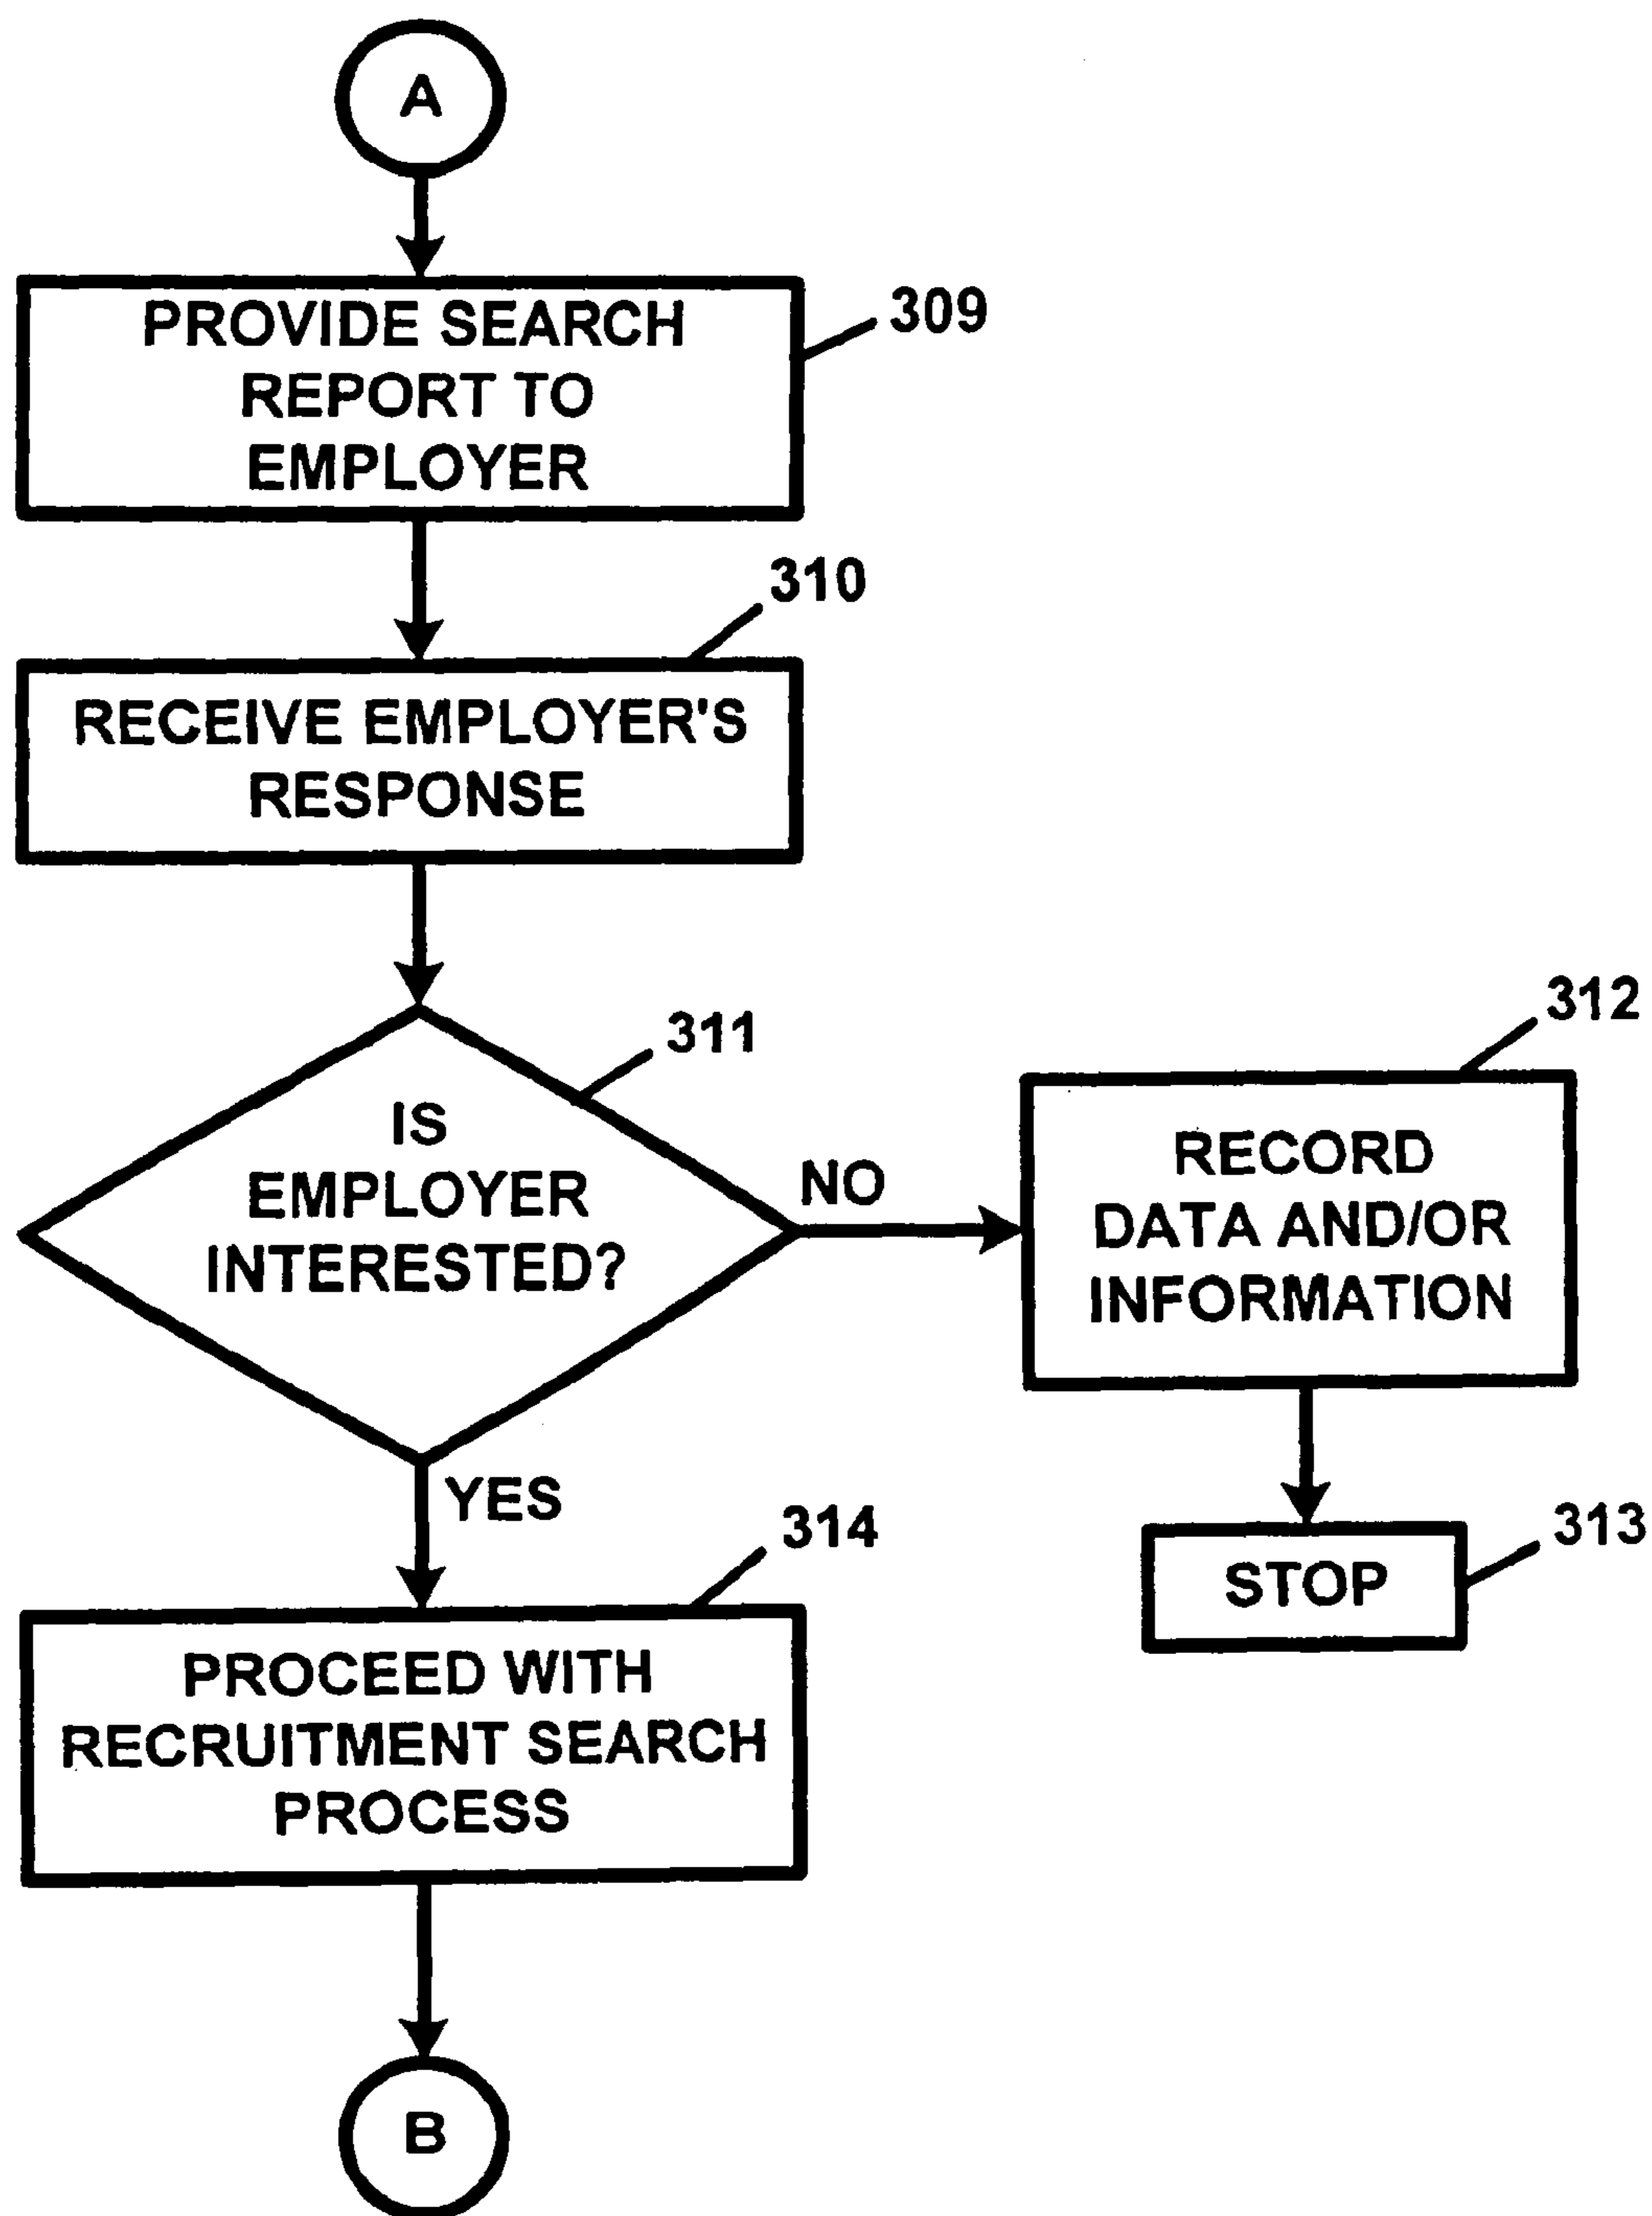 A
PROVIDE SEARCH
REPORT TO
EMPLOYER
309
310
RECEIVE EMPLOYER'S
RESPONSE
311
IS
EMPLOYER
INTERESTED?
NO
312
RECORD
DATA AND/OR
INFORMATION
313
STOP
YES
314
PROCEED WITH
RECRUITMENT SEARCH
PROCESS
B